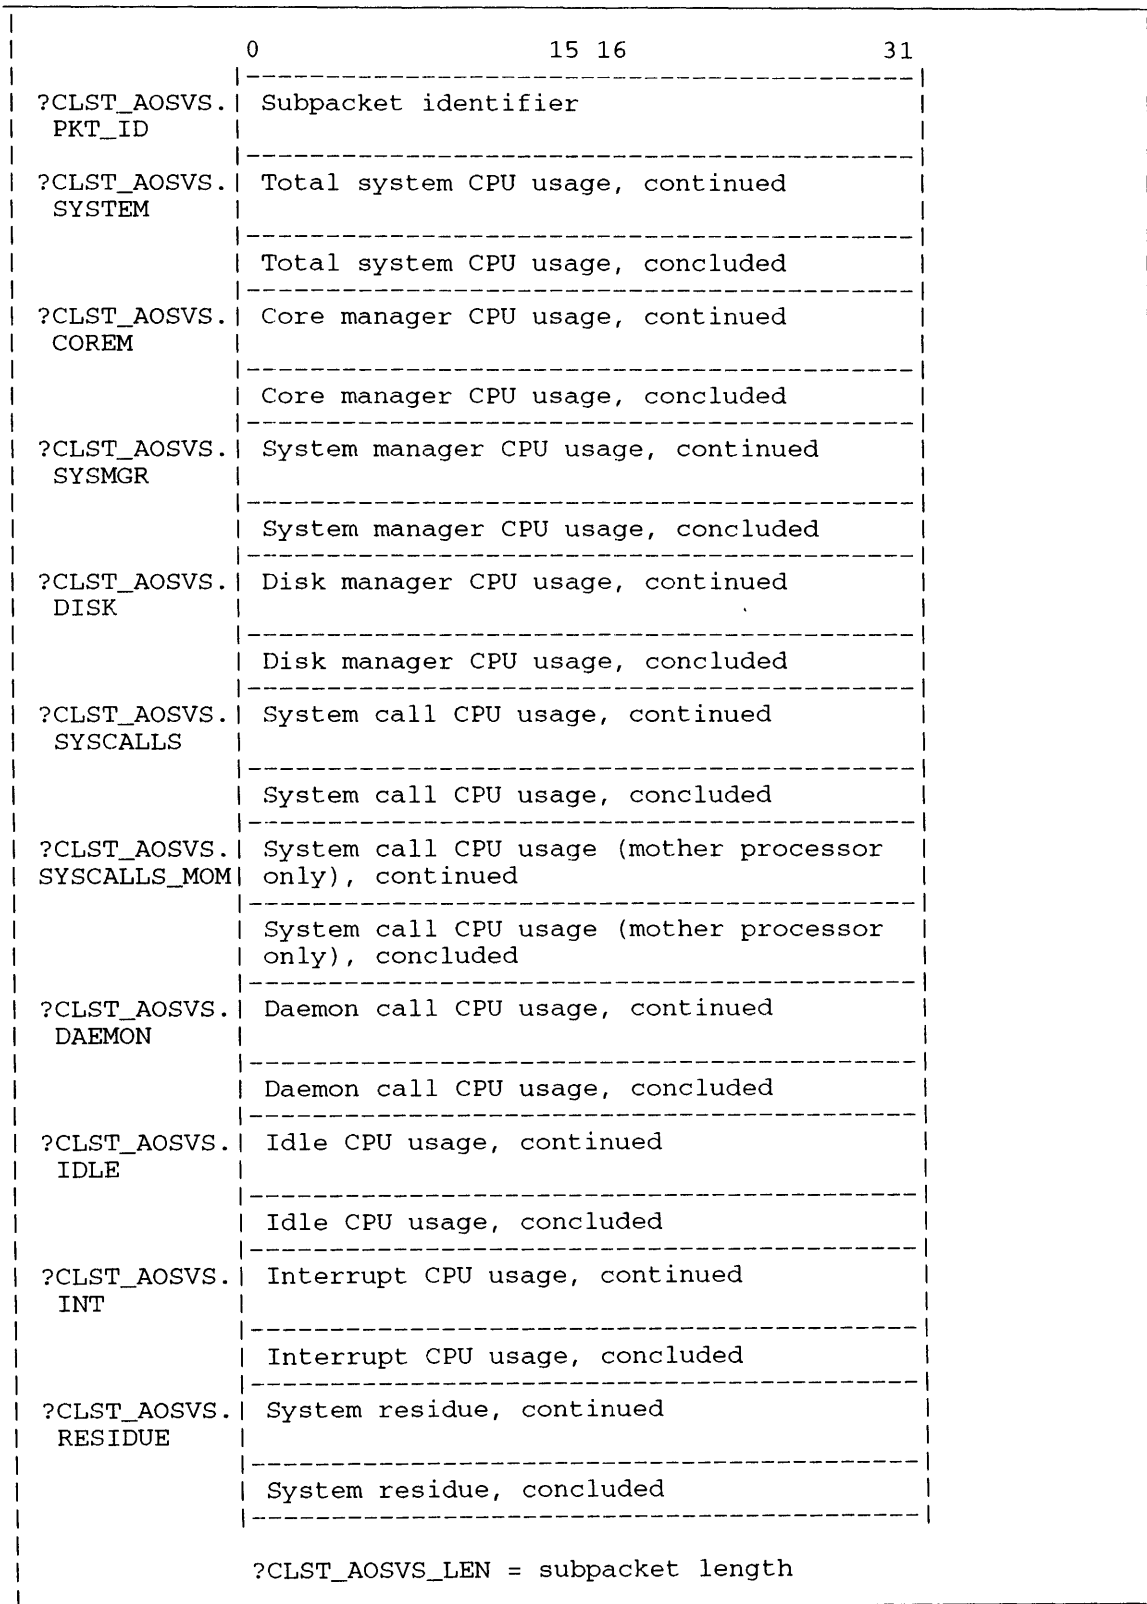 0 15 16 31
?CLST_AOSVS. Subpacket identifier
PKT_ID
?CLST_AOSVS. Total system CPU usage, continued
SYSTEM
Total system CPU usage, concluded
?CLST_AOSVS. Core manager CPU usage, continued
COREM
Core manager CPU usage, concluded
?CLST_AOSVS. System manager CPU usage, continued
SYSMGR
System manager CPU usage, concluded
?CLST_AOSVS. Disk manager CPU usage, continued
DISK
Disk manager CPU usage, concluded
?CLST_AOSVS. System call CPU usage, continued
SYSCALLS
System call CPU usage, concluded
?CLST_AOSVS. System call CPU usage (mother processor
SYSCALLS_MOM only), continued
System call CPU usage (mother processor
only), concluded
?CLST_AOSVS. Daemon call CPU usage, continued
DAEMON
Daemon call CPU usage, concluded
?CLST_AOSVS. Idle CPU usage, continued
IDLE
Idle CPU usage, concluded
?CLST_AOSVS. Interrupt CPU usage, continued
INT
Interrupt CPU usage, concluded
?CLST_AOSVS. System residue, continued
RESIDUE
System residue, concluded
?CLST_AOSVS_LEN = subpacket length